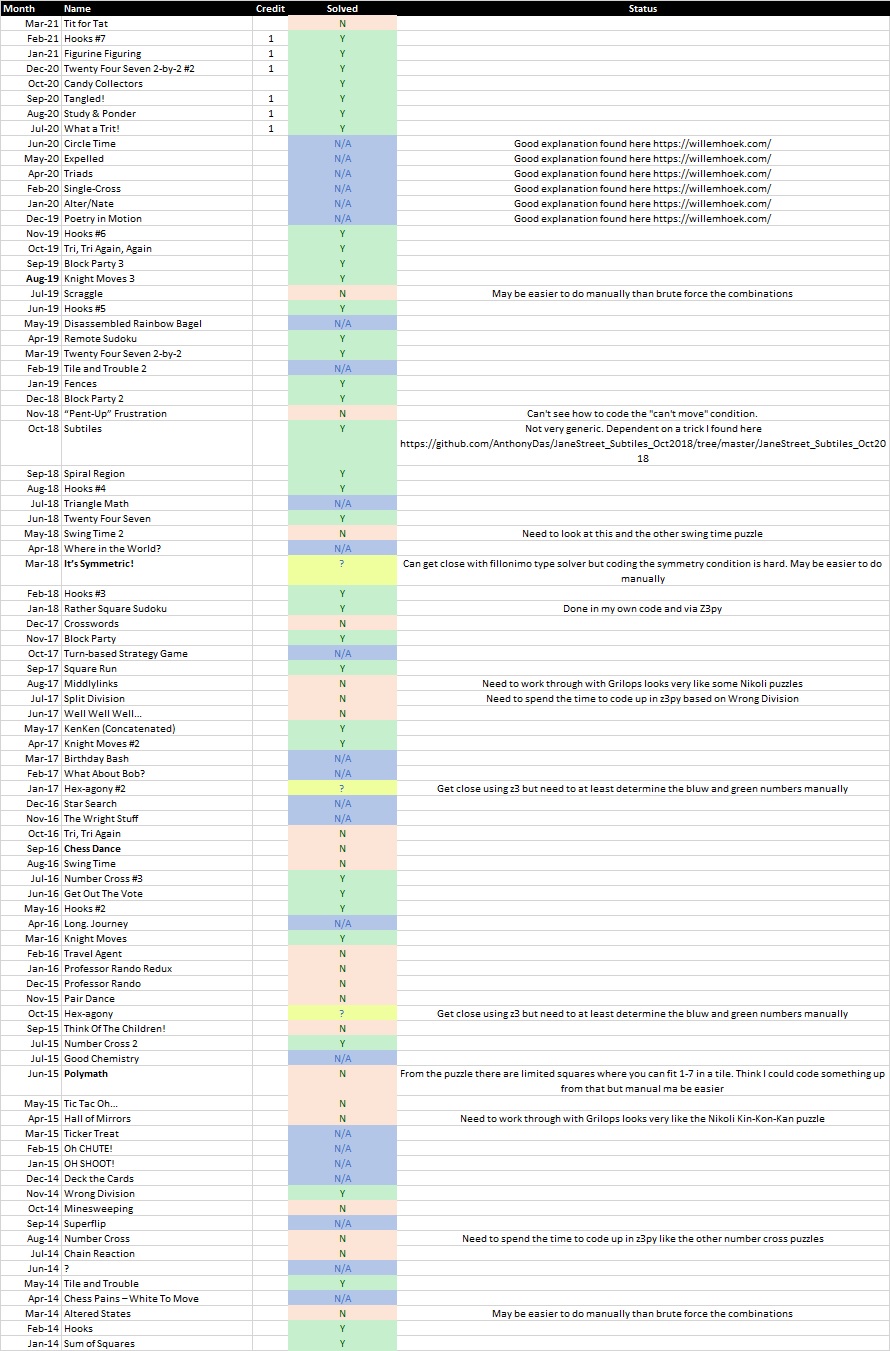 Month Name Credit Solved Status
Mar-21 Tit for Tat N
Feb-21 Hooks #7 1 Y
Jan-21 Figurine Figuring 1 Y
Dec-20 Twenty Four Seven 2-by-2 #2 1 Y
Oct-20 Candy Collectors Y
Sep-20 Tangled! 1 Y
Aug-20 Study & Ponder 1 Y
Jul-20 What a Trit! 1 Y
Jun-20 Circle Time N/A Good explanation found here https://willemhoek.com/
May-20 Expelled N/A Good explanation found here https://willemhoek.com/
Apr-20 Triads N/A Good explanation found here https://willemhoek.com/
Feb-20 Single-Cross N/A Good explanation found here https://willemhoek.com/
Jan-20 Alter/Nate N/A Good explanation found here https://willemhoek.com/
Dec-19 Poetry in Motion N/A Good explanation found here https://willemhoek.com/
Nov-19 Hooks #6 Y
Oct-19 Tri, Tri Again, Again Y
Sep-19 Block Party 3 Y
Aug-19 Knight Moves 3 Y
Jul-19 Scraggle N May be easier to do manually than brute force the combinations
Jun-19 Hooks #5 Y
May-19 Disassembled Rainbow Bagel N/A
Apr-19 Remote Sudoku Y
Mar-19 Twenty Four Seven 2-by-2 Y
Feb-19 Tile and Trouble 2 N/A
Jan-19 Fences Y
Dec-18 Block Party 2 Y
Nov-18 “Pent-Up” Frustration N Can't see how to code the "can't move" condition.
Oct-18 Subtiles Y Not very generic. Dependent on a trick I found here
https://github.com/AnthonyDas/JaneStreet_Subtiles_Oct2018/tree/master/JaneStreet_Subtiles_Oct20
18
Sep-18 Spiral Region Y
Aug-18 Hooks #4 Y
Jul-18 Triangle Math N/A
Jun-18 Twenty Four Seven Y
May-18 Swing Time 2 N Need to look at this and the other swing time puzzle
Apr-18 Where in the World? N/A
Mar-18 It’s Symmetric! ? Can get close with fillonimo type solver but coding the symmetry condition is hard. May be easier to do
manually
Feb-18 Hooks #3 Y
Jan-18 Rather Square Sudoku Y Done in my own code and via Z3py
Dec-17 Crosswords N
Nov-17 Block Party Y
Oct-17 Turn-based Strategy Game N/A
Sep-17 Square Run Y
Aug-17 Middlylinks N Need to work through with Grilops looks very like some Nikoli puzzles
Jul-17 Split Division N Need to spend the time to code up in z3py based on Wrong Division
Jun-17 Well Well Well... N
May-17 KenKen (Concatenated) Y
Apr-17 Knight Moves #2 Y
Mar-17 Birthday Bash N/A
Feb-17 What About Bob? N/A
Jan-17 Hex-agony #2 ? Get close using z3 but need to at least determine the bluw and green numbers manually
Dec-16 Star Search N/A
Nov-16 The Wright Stuff N/A
Oct-16 Tri, Tri Again N
Sep-16 Chess Dance N
Aug-16 Swing Time N
Jul-16 Number Cross #3 Y
Jun-16 Get Out The Vote Y
May-16 Hooks #2 Y
Apr-16 Long. Journey N/A
Mar-16 Knight Moves Y
Feb-16 Travel Agent N
Jan-16 Professor Rando Redux N
Dec-15 Professor Rando N
Nov-15 Pair Dance N
Oct-15 Hex-agony ? Get close using z3 but need to at least determine the bluw and green numbers manually
Sep-15 Think Of The Children! N
Jul-15 Number Cross 2 Y
Jul-15 Good Chemistry N/A
Jun-15 Polymath N From the puzzle there are limited squares where you can fit 1-7 in a tile. Think I could code something up
from that but manual ma be easier
May-15 Tic Tac Oh... N
Apr-15 Hall of Mirrors N Need to work through with Grilops looks very like the Nikoli Kin-Kon-Kan puzzle
Mar-15 Ticker Treat N/A
Feb-15 Oh CHUTE! N/A
Jan-15 OH SHOOT! N/A
Dec-14 Deck the Cards N/A
Nov-14 Wrong Division Y
Oct-14 Minesweeping N
Sep-14 Superflip N/A
Aug-14 Number Cross N Need to spend the time to code up in z3py like the other number cross puzzles
Jul-14 Chain Reaction N
Jun-14 ? N/A
May-14 Tile and Trouble Y
Apr-14 Chess Pains – White To Move N/A
Mar-14 Altered States N May be easier to do manually than brute force the combinations
Feb-14 Hooks Y
Jan-14 Sum of Squares Y